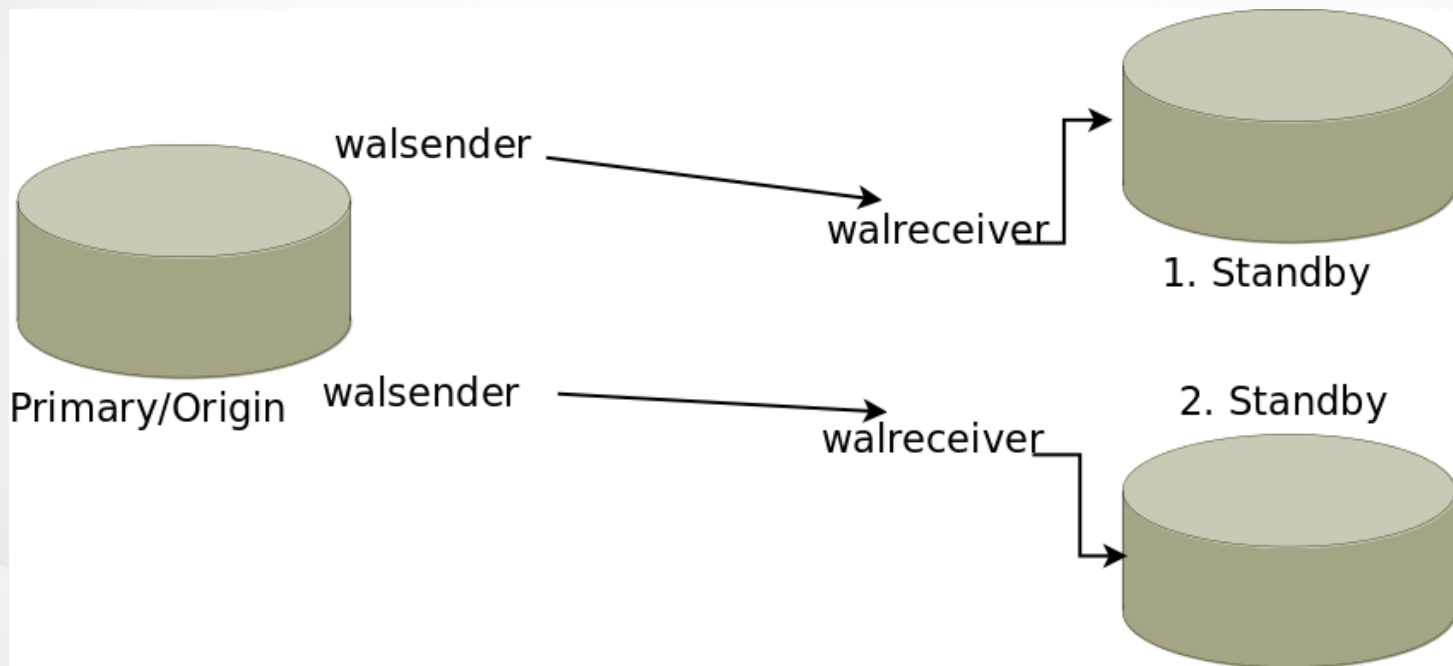 walsender
walreceiver
1. Standby
Primary/Origin
walsender
walreceiver
2. Standby